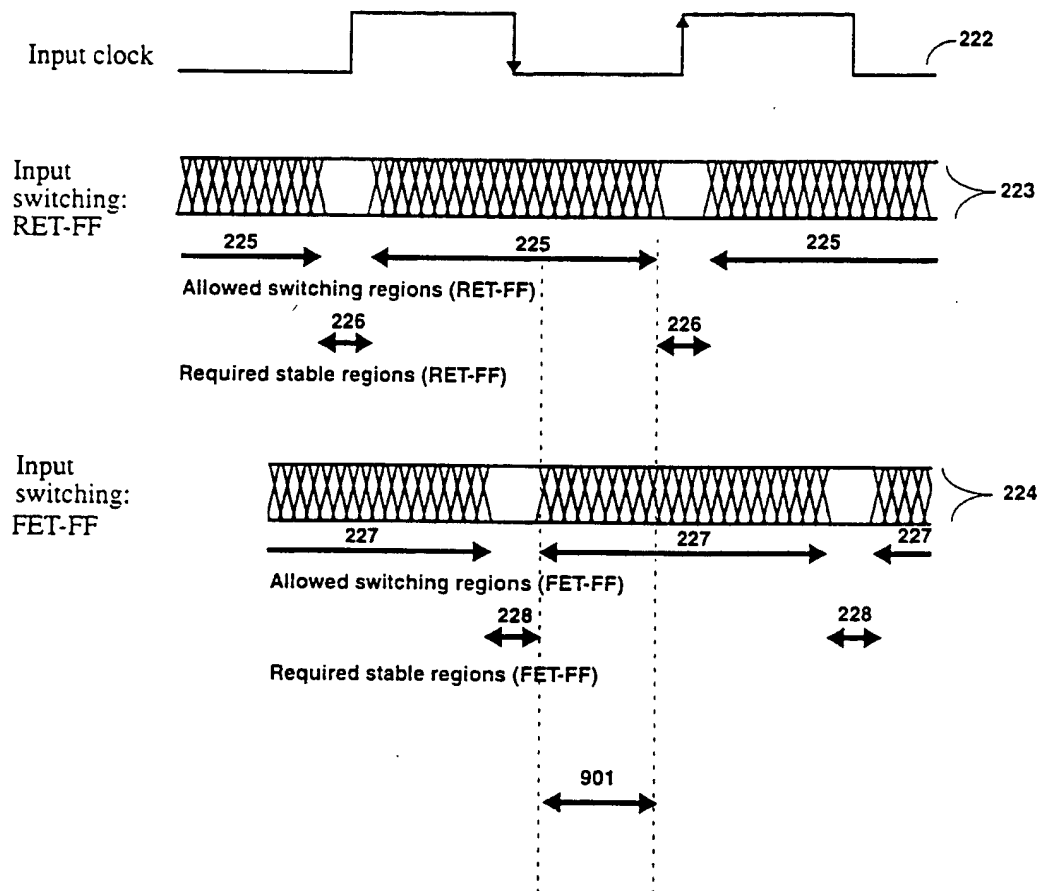 Input clock
222
Input
switching:
RET-FF
223
225 225 225
Allowed switching regions (RET-FF)
226 226
Required stable regions (RET-FF)
Input
switching:
FET-FF
224
227 227 227
Allowed switching regions (FET-FF)
228 228
Required stable regions (FET-FF)
901